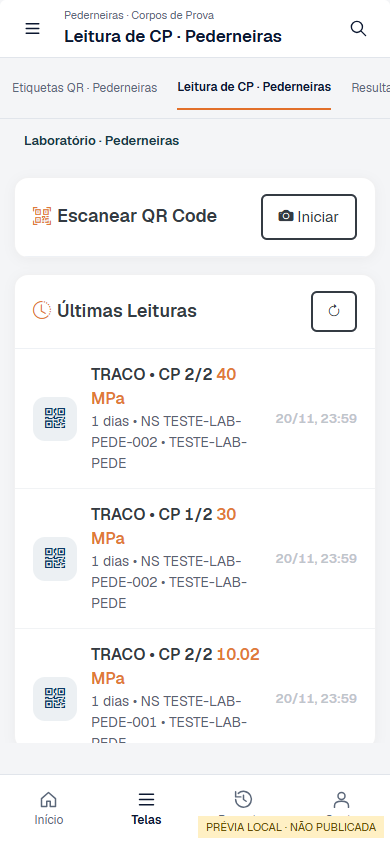 Pederneiras · Corpos de Prova
Leitura de CP · Pederneiras
Etiquetas QR · Pederneiras
Leitura de CP · Pederneiras
Laboratório · Pederneiras
Escanear QR Code
Iniciar
Últimas Leituras
TRACO • CP 2/2 40
MPa
1 dias • NS TESTE-LAB-
PEDE-002 • TESTE-LAB-
PEDE
20/11, 23:59
TRACO • CP 1/2 30
MPa
1 dias • NS TESTE-LAB-
PEDE-002 • TESTE-LAB-
PEDE
20/11, 23:59
TRACO • CP 2/2 10.02
MPa
1 dias • NS TESTE-LAB-
PEDE-001 • TESTE-LAB-
PEDE
20/11, 23:59
Início
Telas
PRÉVIA LOCAL · NÃO PUBLICADA